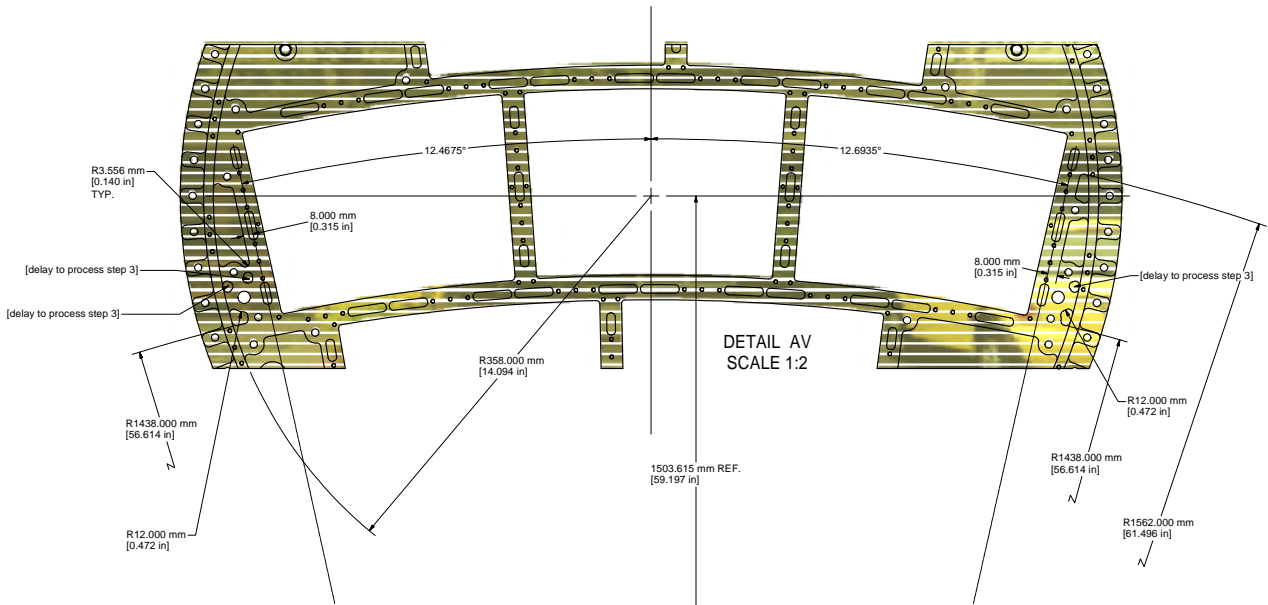 12.4675°
12.6935°
R3.556 mm
[0.140 in]
TYP.
8.000 mm
[0.315 in]
[delay to process step 3]
[delay to process step 3]
8.000 mm
[0.315 in]
[delay to process step 3]
DETAIL AV
SCALE 1:2
R358.000 mm
[14.094 in]
R12.000 mm
[0.472 in]
R1438.000 mm
[56.614 in]
R1438.000 mm
[56.614 in]
1503.615 mm REF.
[59.197 in]
R12.000 mm
[0.472 in]
R1562.000 mm
[61.496 in]